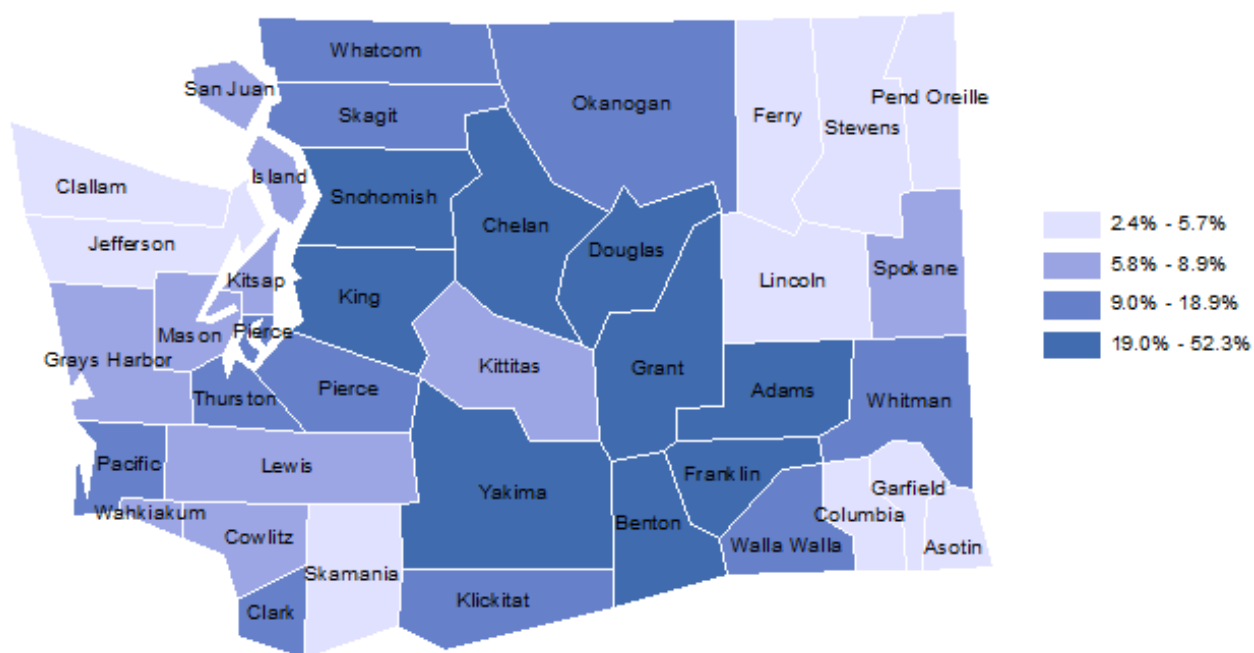 Whatcom
San Juan
Skagit
Okanogan
Ferry
Stevens
Pend Oreille
Clallam
Island
Snohomish
Chelan
Douglas
Jefferson
Kitsap
King
Lincoln
Spokane
Mason
Pierce
Grays Harbor
Thurston
Pierce
Kittitas
Grant
Adams
Whitman
Pacific
Lewis
Yakima
Franklin
Garfield
Wahkiakum
Cowlitz
Benton
Columbia
Walla Walla
Asotin
Skamania
Clark
Klickitat
2.4% - 5.7%
5.8% - 8.9%
9.0% - 18.9%
19.0% - 52.3%